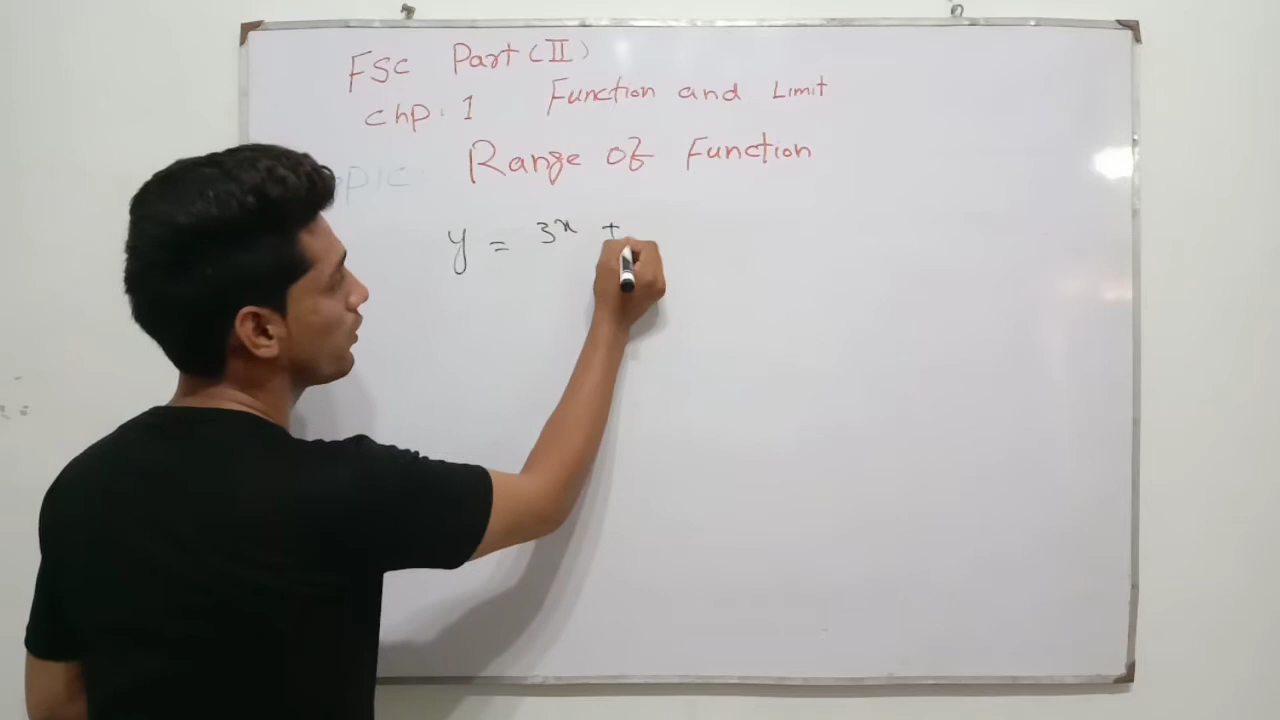 FSc Part (II)
Chp: 1 Function and Limit
Range of Function
y = 3x +